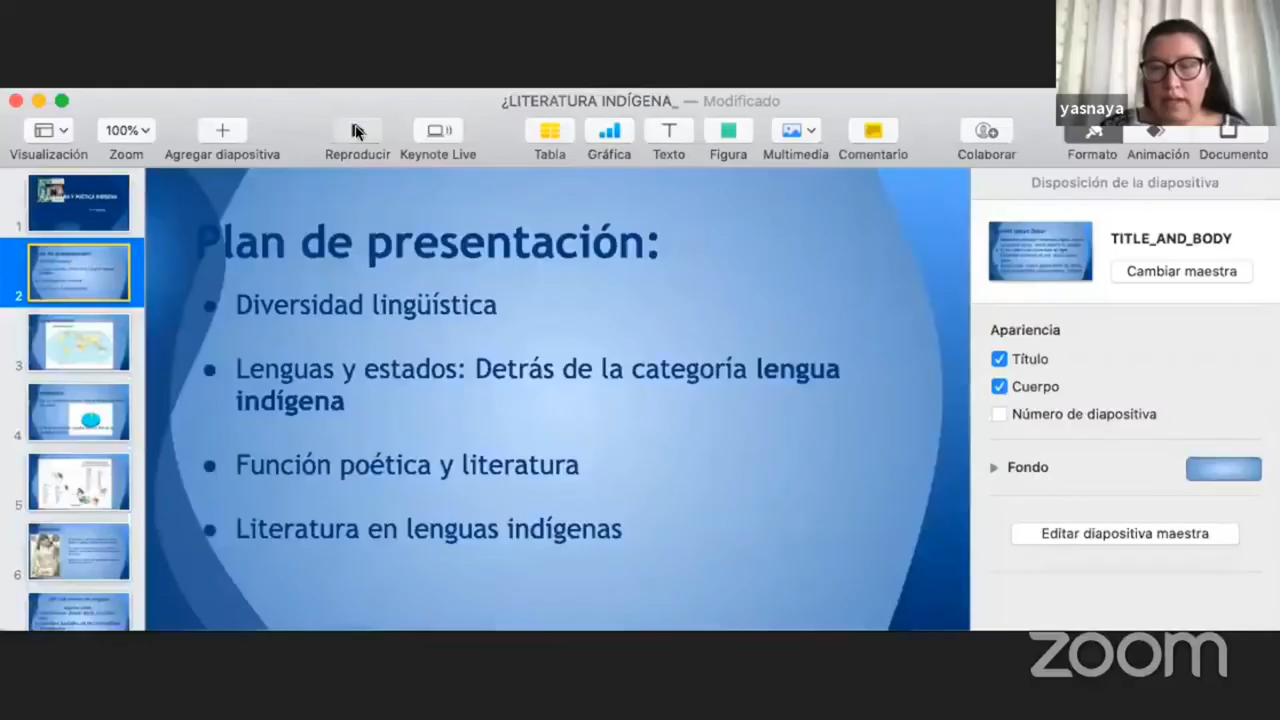 yasnaya
¿LITERATURA INDÍGENA_ — Modificado
100%
Visualización
Zoom
Agregar diapositiva
Reproducir
Keynote Live
Tabla
Gráfica
Texto
Figura
Multimedia
Comentario
Colaborar
Formato
Animación
Documento
1
2
3
4
5
6
Plan de presentación:
• Diversidad lingüística
• Lenguas y estados: Detrás de la categoría lengua
indígena
• Función poética y literatura
• Literatura en lenguas indígenas
Disposición de la diapositiva
TITLE_AND_BODY
Cambiar maestra
Apariencia
Título
Cuerpo
Número de diapositiva
Fondo
Editar diapositiva maestra
zoom